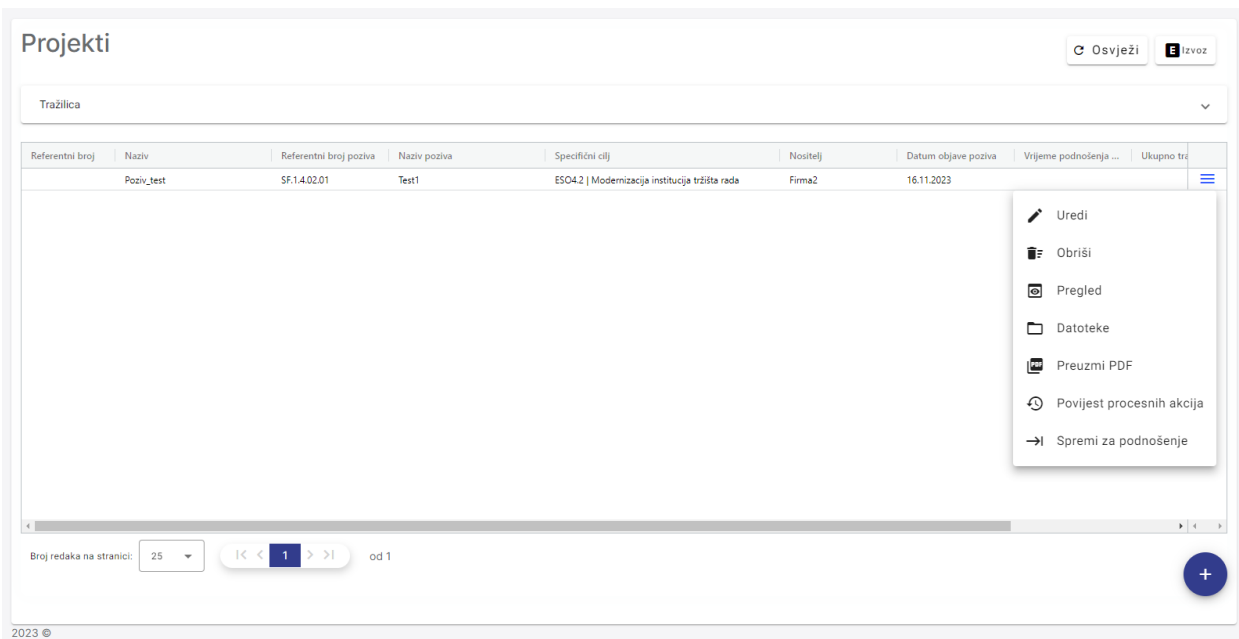 Projekti
Osvježi
E Izvoz
Tražilica
Referentni broj Naziv Referentni broj poziva Naziv poziva Specifični cilj Nositelj Datum objave poziva Vrijeme podnošenja ... Ukupno tra
Poziv_test SF.1.4.02.01 Test1 ESO4.2 | Modernizacija institucija tržišta rada Firma2 16.11.2023
Uredi
Obriši
Pregled
Datoteke
PDF Preuzmi PDF
Povijest procesnih akcija
Spremi za podnošenje
Broj redaka na stranici: 25 1 od 1
2023 ©